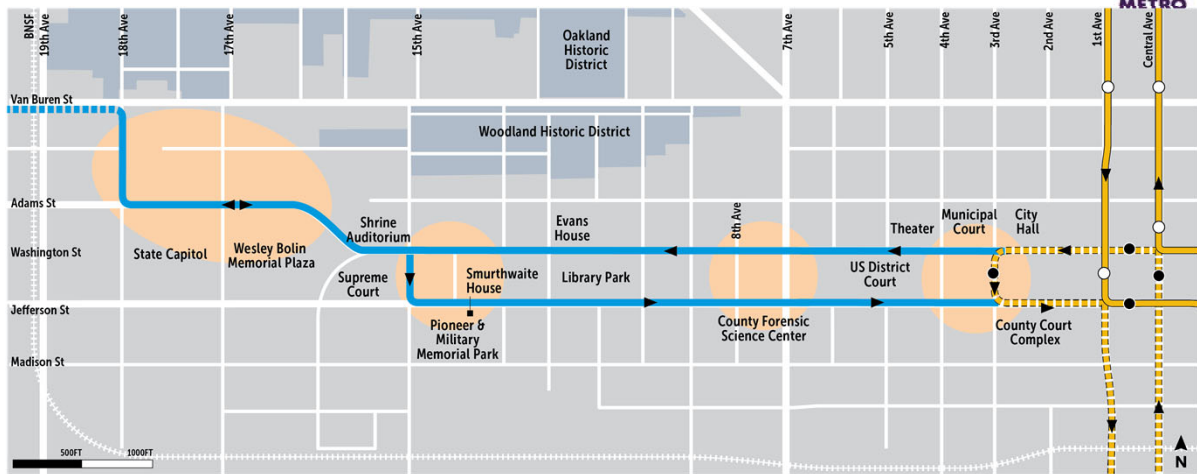 METRO
BNSF
19th Ave
18th Ave
17th Ave
15th Ave
7th Ave
5th Ave
3rd Ave
2nd Ave
1st Ave
Central Ave
Oakland
Historic
District
Van Buren St
Woodland Historic District
Adams St
8th Ave
Shrine
Auditorium
Evans
House
Theater
Municipal
Court
City
Hall
Washington St
State Capitol
Wesley Bolin
Memorial Plaza
Supreme
Court
Smurthwaite
House
Library Park
US District
Court
Jefferson St
Pioneer &
Military
Memorial Park
County Forensic
Science Center
County Court
Complex
Madison St
500FT
1000FT
N